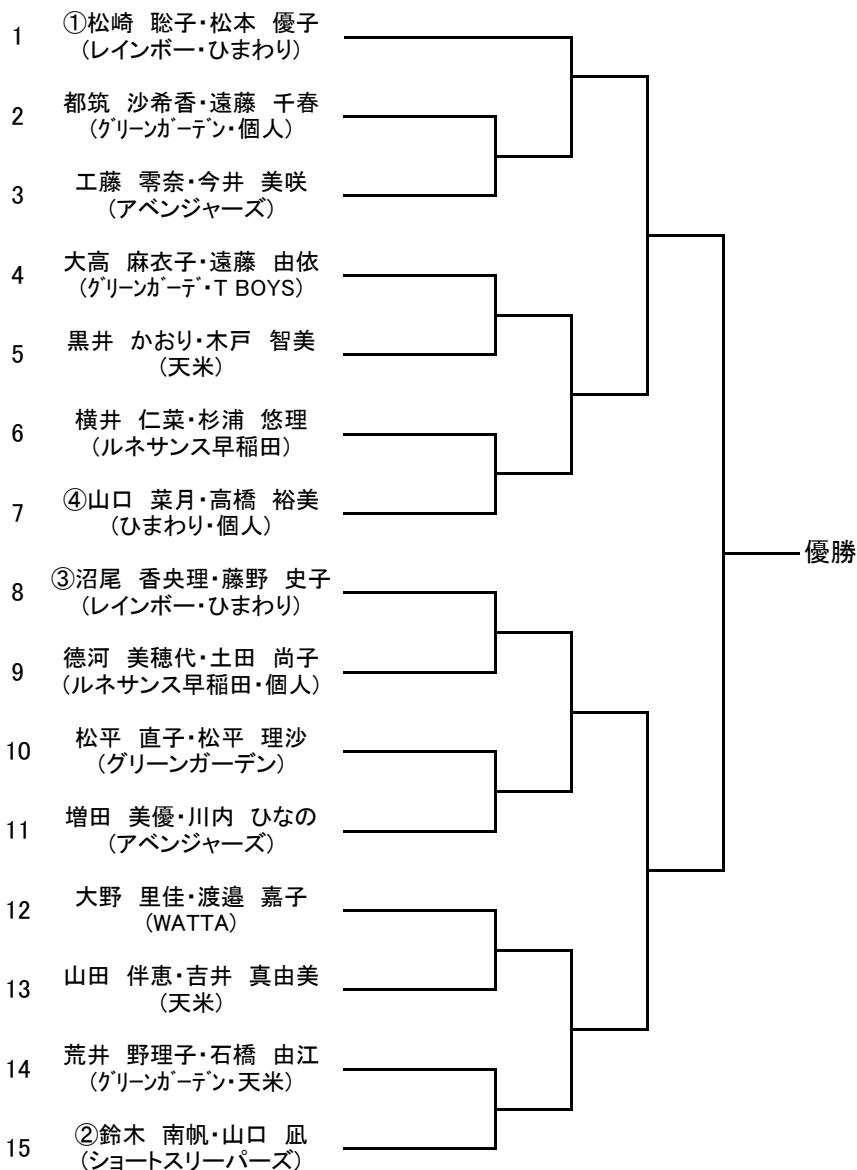 1
①松崎 聡子・松本 優子
(レインボー・ひまわり)
2
都筑 沙希香・遠藤 千春
(グリーンガーデン・個人)
3
工藤 零奈・今井 美咲
(アベンジャーズ)
4
大高 麻衣子・遠藤 由依
(グリーンガーデ・T BOYS)
5
黒井 かおり・木戸 智美
(天米)
6
横井 仁菜・杉浦 悠理
(ルネサンス早稲田)
7
④山口 菜月・高橋 裕美
(ひまわり・個人)
優勝
8
③沼尾 香央理・藤野 史子
(レインボー・ひまわり)
9
德河 美穂代・土田 尚子
(ルネサンス早稲田・個人)
10
松平 直子・松平 理沙
(グリーンガーデン)
11
増田 美優・川内 ひなの
(アベンジャーズ)
12
大野 里佳・渡邉 嘉子
(WATTA)
13
山田 伴恵・吉井 真由美
(天米)
14
荒井 野理子・石橋 由江
(グリーンガーデン・天米)
15
②鈴木 南帆・山口 凪
(ショートスリーパーズ)